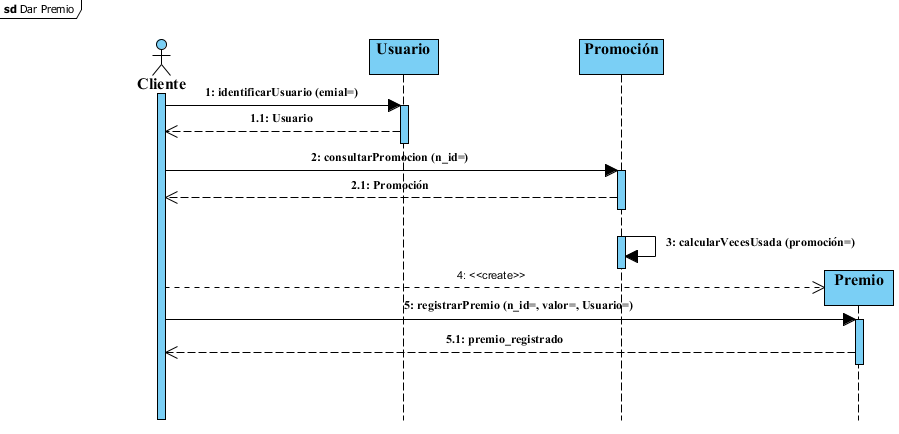 sd Dar Premio
Usuario
Promoción
Cliente
1: identificarUsuario (emial=)
1.1: Usuario
2: consultarPromocion (n_id=)
2.1: Promoción
3: calcularVecesUsada (promoción=)
4: <<create>>
Premio
5: registrarPremio (n_id=, valor=, Usuario=)
5.1: premio_registrado